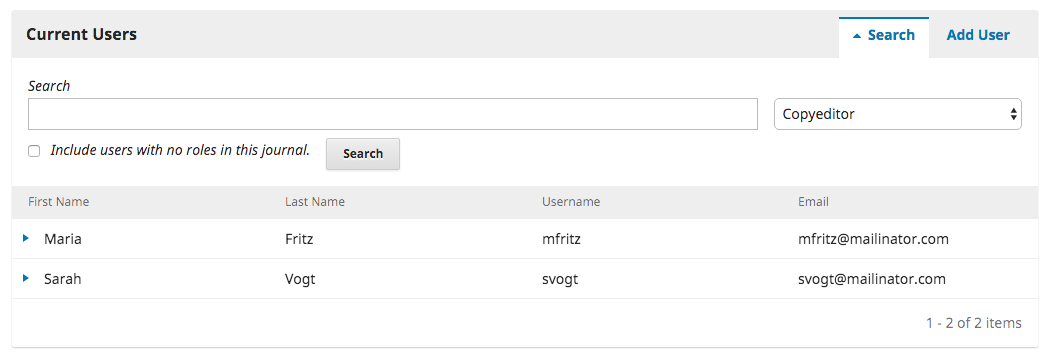 Current Users Search Add User
Search
Copyeditor
Include users with no roles in this journal. Search
First Name Last Name Username Email
Maria Fritz mfritz mfritz@mailinator.com
Sarah Vogt svogt svogt@mailinator.com
1 - 2 of 2 items